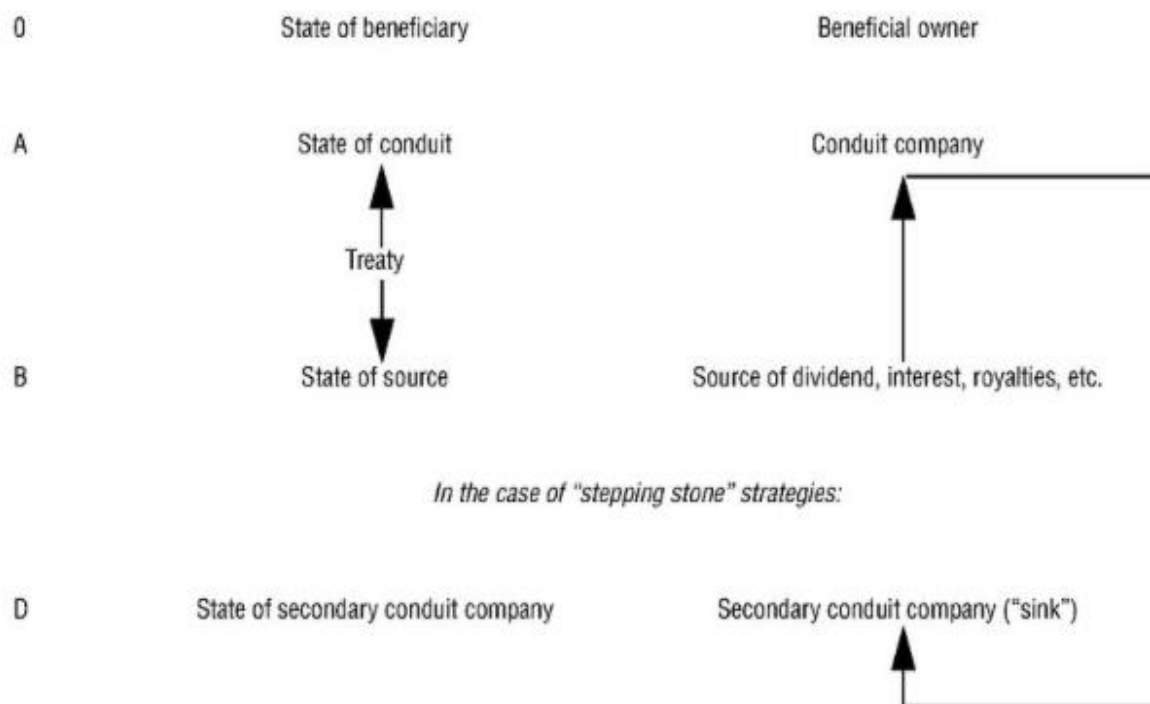 0 State of beneficiary Beneficial owner
A State of conduit Conduit company
Treaty
B State of source Source of dividend, interest, royalties, etc.
In the case of “stepping stone” strategies:
D State of secondary conduit company Secondary conduit company (“sink”)